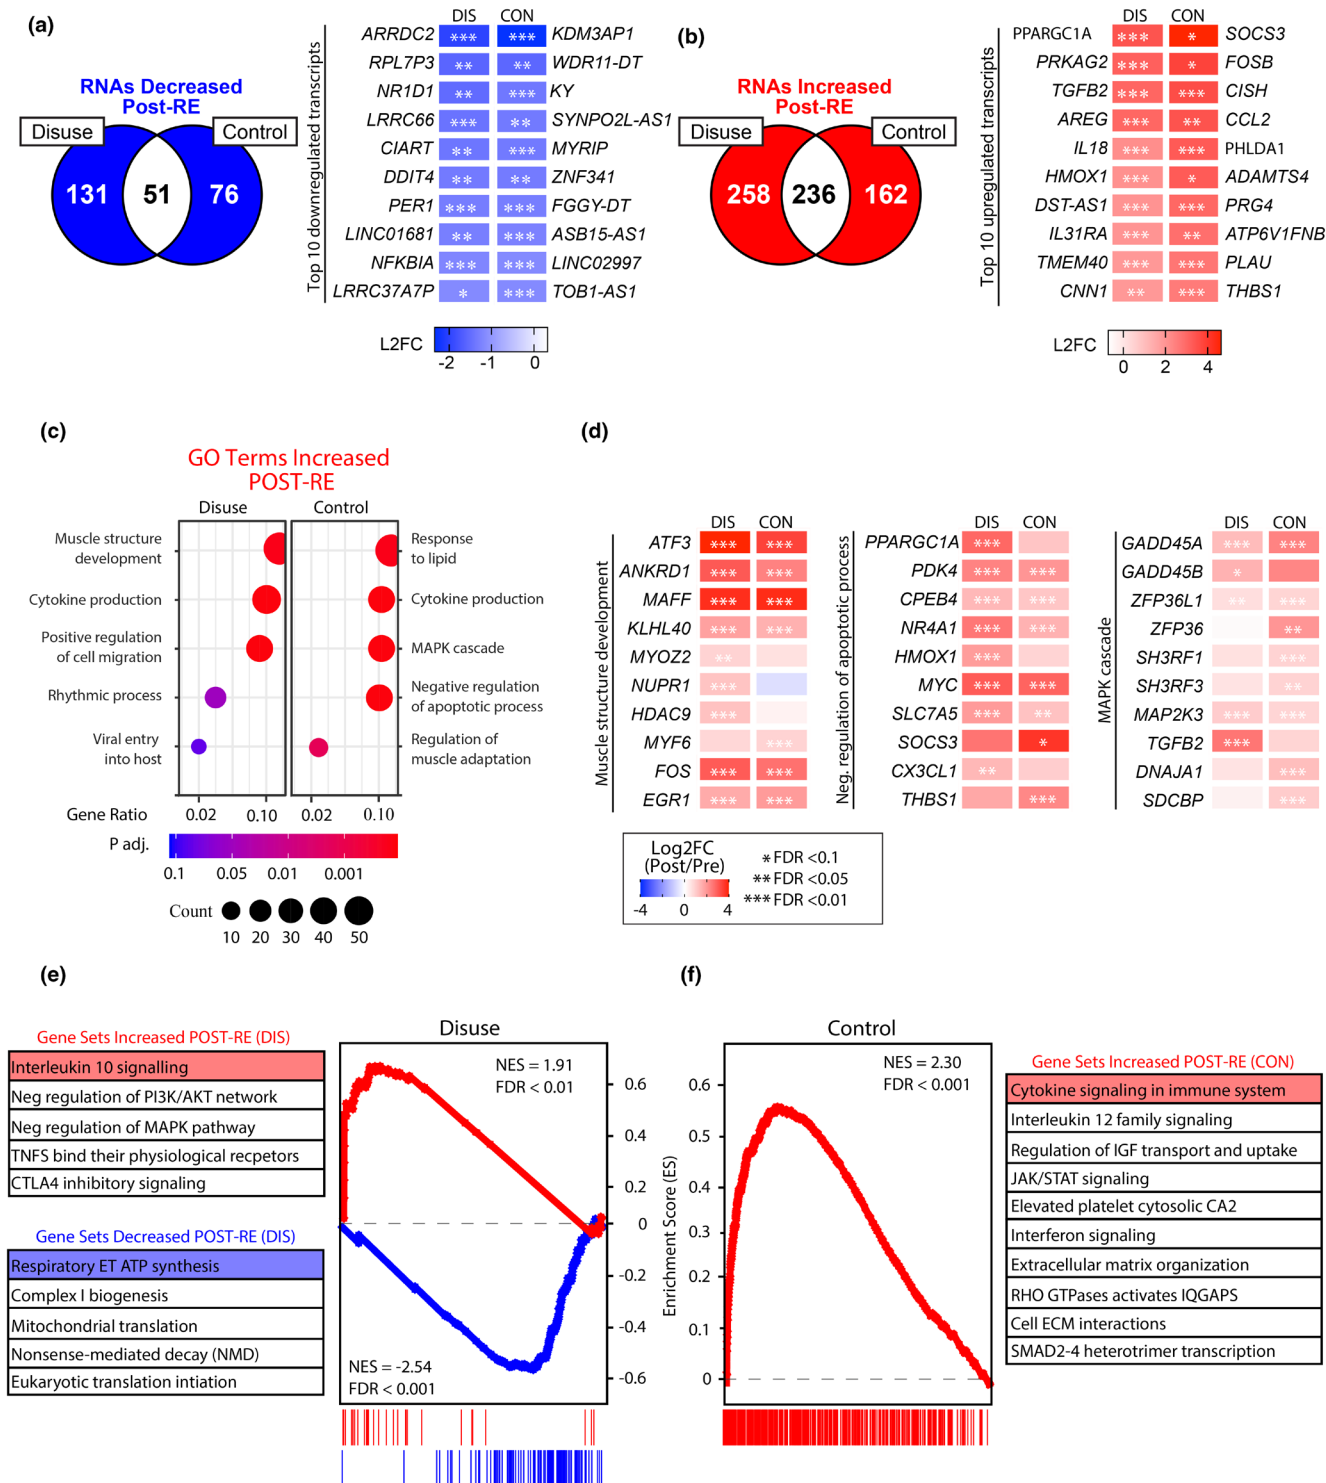 (a)
RNAs Decreased
Post-RE
Disuse
Control
131
51
76
Top 10 downregulated transcripts
DIS CON
ARRDC2 *** *** KDM3AP1
RPL7P3 ** ** WDR11-DT
NR1D1 ** *** KY
LRRC66 *** ** SYNPO2L-AS1
CIART ** *** MYRIP
DDIT4 ** ** ZNF341
PER1 *** *** FGGY-DT
LINC01681 ** *** ASB15-AS1
NFKBIA *** *** LINC02997
LRRC37A7P * *** TOB1-AS1
L2FC
-2 -1 0
(b)
RNAs Increased
Post-RE
Disuse
Control
258
236
162
Top 10 upregulated transcripts
DIS CON
PPARGC1A *** * SOCS3
PRKAG2 *** * FOSB
TGFB2 *** *** CISH
AREG *** ** CCL2
IL18 *** *** PHLDA1
HMOX1 *** * ADAMTS4
DST-AS1 *** *** PRG4
IL31RA *** ** ATP6V1FNB
TMEM40 *** *** PLAU
CNN1 ** *** THBS1
L2FC
0 2 4
(c)
GO Terms Increased
POST-RE
Disuse
Control
Muscle structure
development
Cytokine production
Positive regulation
of cell migration
Rhythmic process
Viral entry
into host
Response
to lipid
Cytokine production
MAPK cascade
Negative regulation
of apoptotic process
Regulation of
muscle adaptation
Gene Ratio
0.02 0.10 0.02 0.10
P adj.
0.1 0.05 0.01 0.001
Count
10 20 30 40 50
(d)
Muscle structure development
DIS CON
ATF3 *** ***
ANKRD1 *** ***
MAFF *** ***
KLHL40 *** ***
MYOZ2 **
NUPR1 ***
HDAC9 ***
MYF6 ***
FOS *** ***
EGR1 *** ***
Neg. regulation of apoptotic process
DIS CON
PPARGC1A ***
PDK4 *** ***
CPEB4 *** ***
NR4A1 *** ***
HMOX1 ***
MYC *** ***
SLC7A5 *** **
SOCS3 *
CX3CL1 **
THBS1 ***
MAPK cascade
DIS CON
GADD45A *** ***
GADD45B *
ZFP36L1 ** ***
ZFP36 **
SH3RF1 ***
SH3RF3 **
MAP2K3 *** ***
TGFB2 ***
DNAJA1 ***
SDCBP ***
Log2FC
(Post/Pre)
-4 0 4
* FDR <0.1
** FDR <0.05
*** FDR <0.01
(e)
Gene Sets Increased POST-RE (DIS)
Interleukin 10 signalling
Neg regulation of PI3K/AKT network
Neg regulation of MAPK pathway
TNFS bind their physiological recpetors
CTLA4 inhibitory signaling
Gene Sets Decreased POST-RE (DIS)
Respiratory ET ATP synthesis
Complex I biogenesis
Mitochondrial translation
Nonsense-mediated decay (NMD)
Eukaryotic translation intiation
Disuse
NES = 1.91
FDR < 0.01
NES = -2.54
FDR < 0.001
0.6
0.4
0.2
0
-0.2
-0.4
-0.6
(f)
Control
NES = 2.30
FDR < 0.001
Enrichment Score (ES)
0.6
0.5
0.4
0.3
0.2
0.1
0
Gene Sets Increased POST-RE (CON)
Cytokine signaling in immune system
Interleukin 12 family signaling
Regulation of IGF transport and uptake
JAK/STAT signaling
Elevated platelet cytosolic CA2
Interferon signaling
Extracellular matrix organization
RHO GTPases activates IQGAPS
Cell ECM interactions
SMAD2-4 heterotrimer transcription